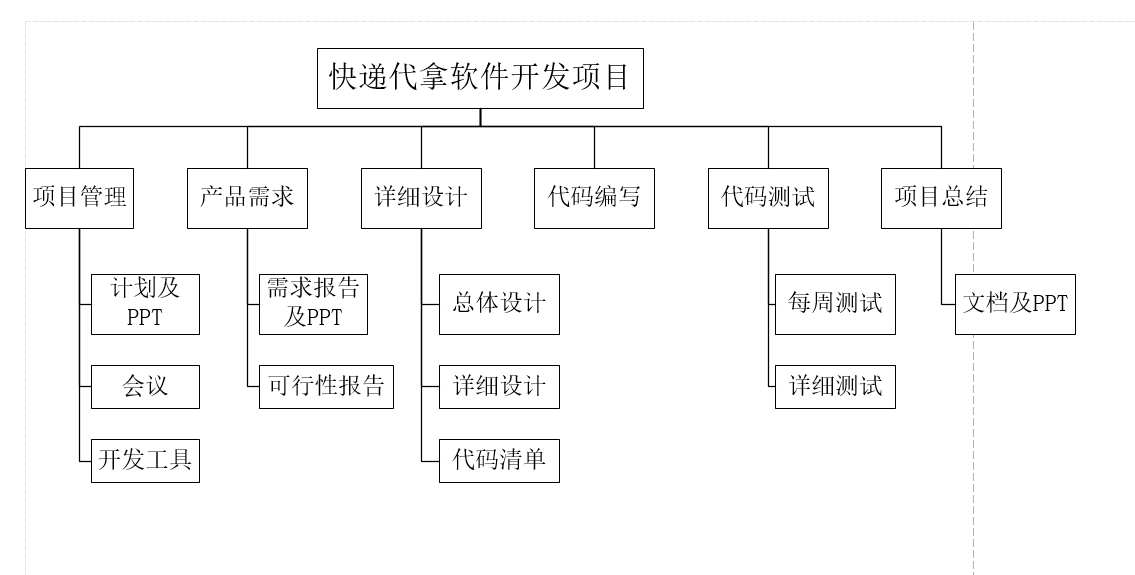 快递代拿软件开发项目
项目管理
产品需求
详细设计
代码编写
代码测试
项目总结
计划及
PPT
需求报告
及PPT
总体设计
每周测试
文档及PPT
会议
可行性报告
详细设计
详细测试
开发工具
代码清单